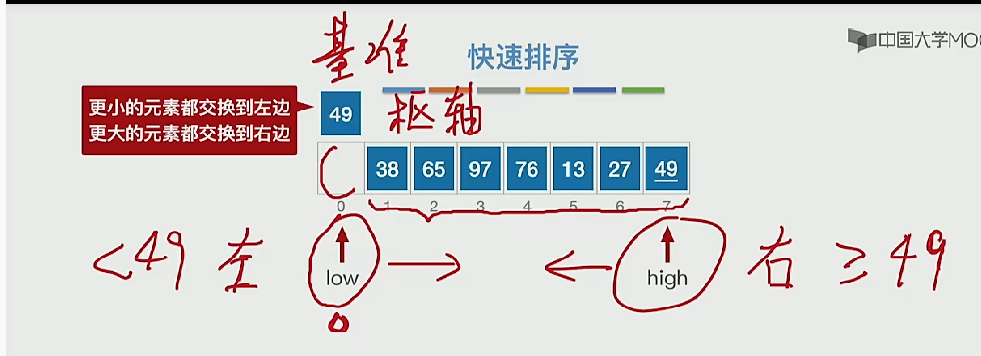 基准
快速排序
中国大学MOO
更小的元素都交换到左边
更大的元素都交换到右边
49
枢轴
38 65 97 76 13 27 49
0 1 2 3 4 5 6 7
<49 左
low
high
右 ≥49
0